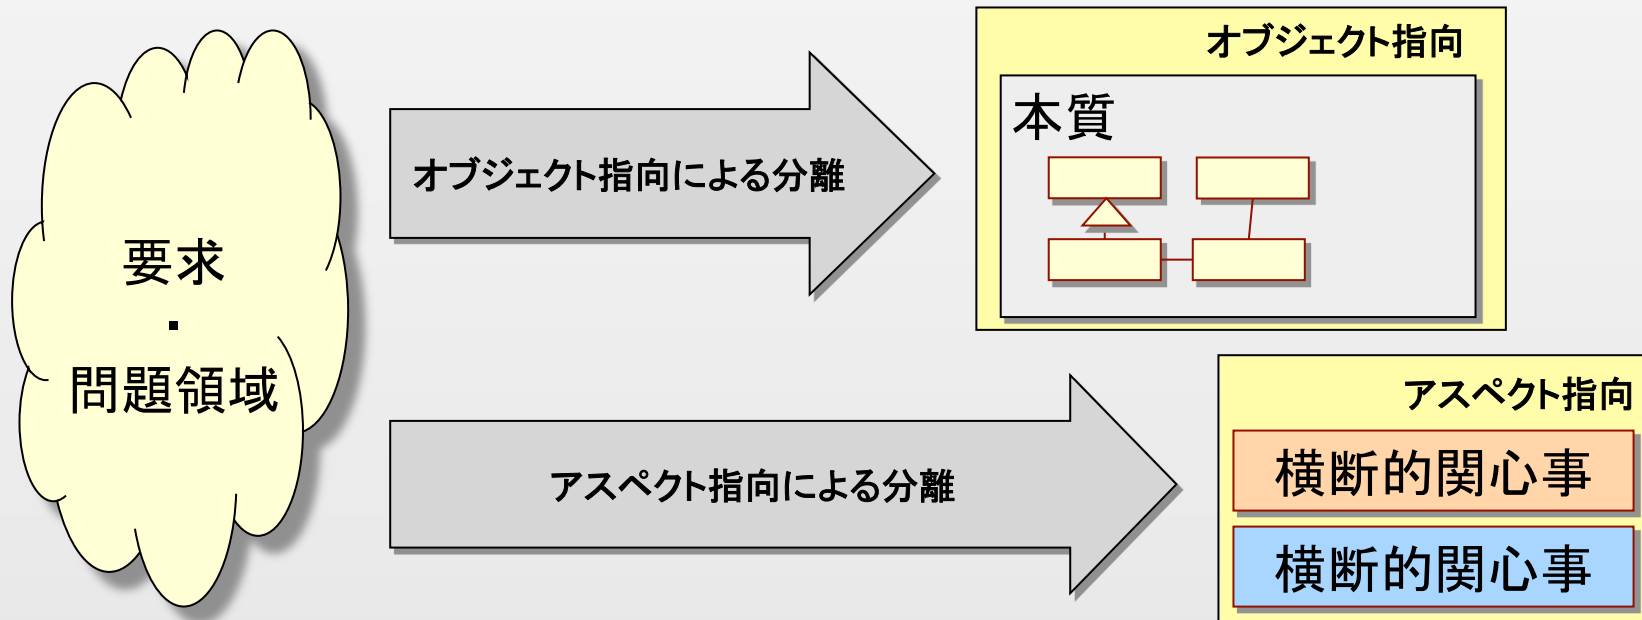 要求
・
問題領域
オブジェクト指向による分離
オブジェクト指向
本質
アスペクト指向による分離
アスペクト指向
横断的関心事
横断的関心事